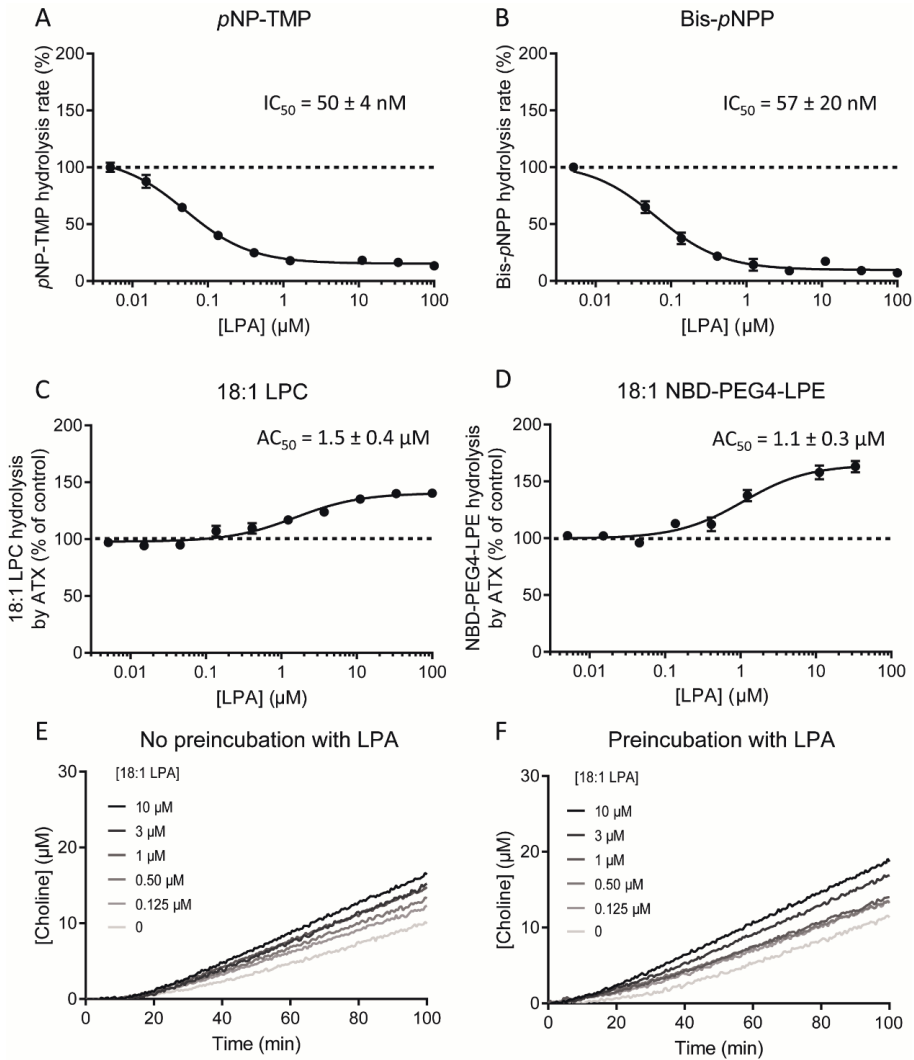 A
pNP-TMP
pNP-TMP hydrolysis rate (%)
200
150
100
50
0
IC50 = 50 ± 4 nM
0.01
0.1
1
10
100
[LPA] (µM)
B
Bis-pNPP
Bis-pNPP hydrolysis rate (%)
200
150
100
50
0
IC50 = 57 ± 20 nM
0.01
0.1
1
10
100
[LPA] (µM)
C
18:1 LPC
18:1 LPC hydrolysis
by ATX (% of control)
200
150
100
50
0
AC50 = 1.5 ± 0.4 µM
0.01
0.1
1
10
100
[LPA] (µM)
D
18:1 NBD-PEG4-LPE
NBD-PEG4-LPE hydrolysis
by ATX (% of control)
200
150
100
50
0
AC50 = 1.1 ± 0.3 µM
0.01
0.1
1
10
100
[LPA] (µM)
E
No preincubation with LPA
[Choline] (µM)
30
20
10
0
[18:1 LPA]
10 µM
3 µM
1 µM
0.50 µM
0.125 µM
0
0
20
40
60
80
100
Time (min)
F
Preincubation with LPA
[Choline] (µM)
30
20
10
0
[18:1 LPA]
10 µM
3 µM
1 µM
0.50 µM
0.125 µM
0
0
20
40
60
80
100
Time (min)